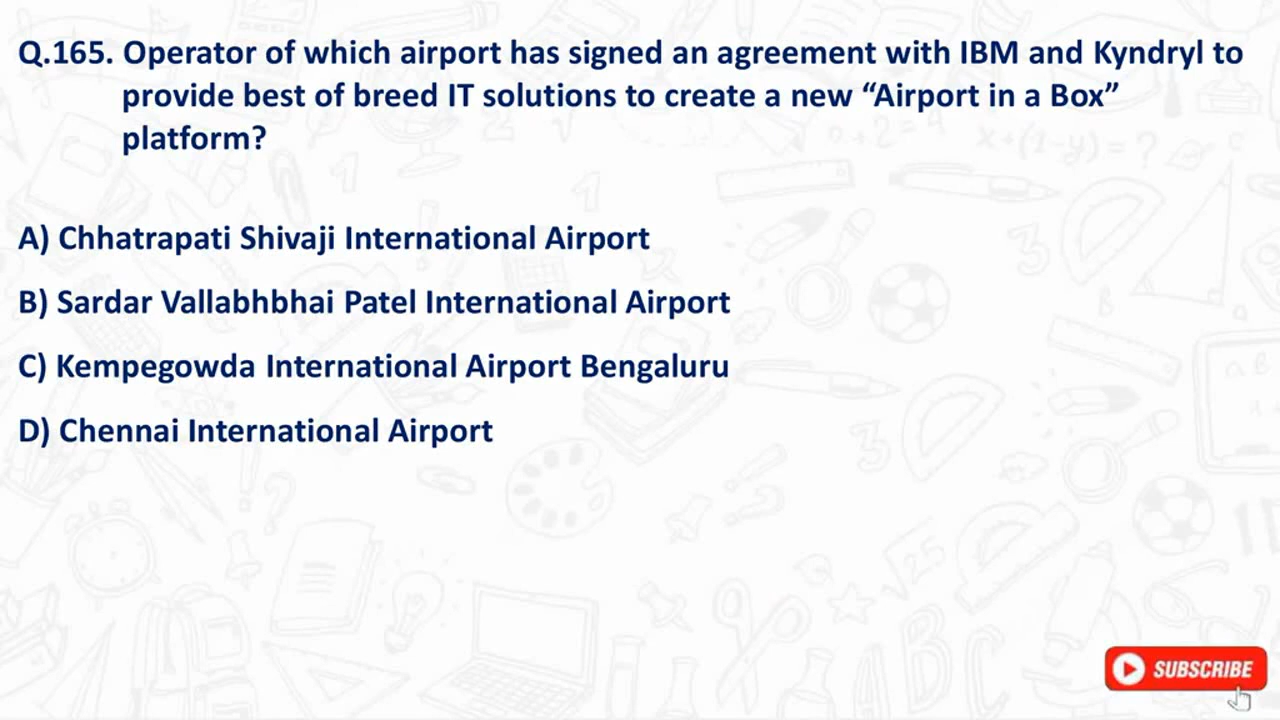 Q.165. Operator of which airport has signed an agreement with IBM and Kyndryl to
provide best of breed IT solutions to create a new “Airport in a Box”
platform?
A) Chhatrapati Shivaji International Airport
B) Sardar Vallabhbhai Patel International Airport
C) Kempegowda International Airport Bengaluru
D) Chennai International Airport
SUBSCRIBE